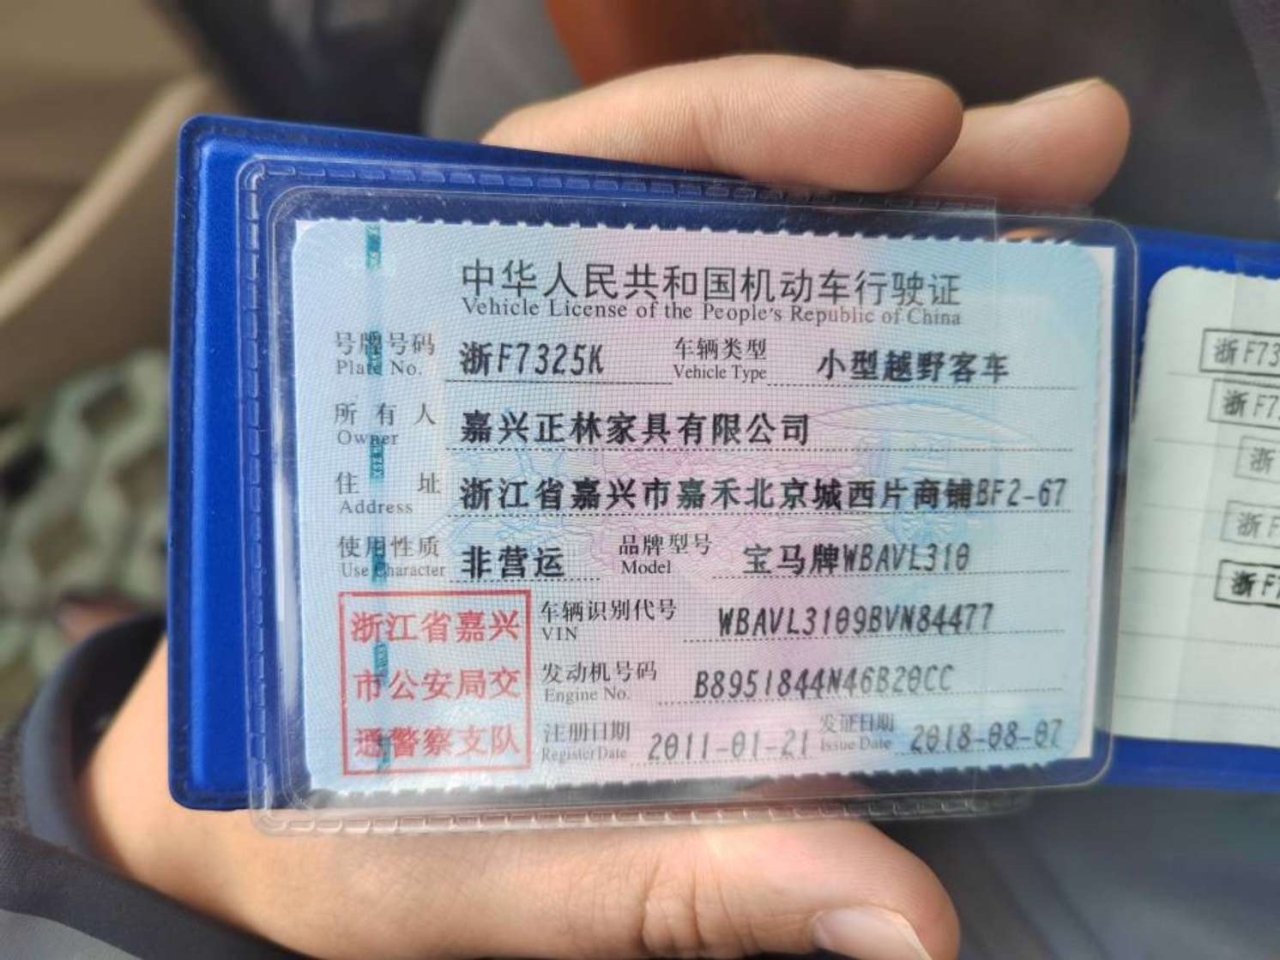 中华人民共和国机动车行驶证
Vehicle License of the People's Republic of China
号牌号码 浙F7325K 车辆类型 小型越野客车
Plate No. Vehicle Type
所有人 嘉兴正林家具有限公司
Owner
住址 浙江省嘉兴市嘉禾北京城西片商铺BF2-67
Address
使用性质 非营运 品牌型号 宝马牌WBAVL310
Use Character Model
浙江省嘉兴
市公安局交
通警察支队
车辆识别代号 WBAVL3109BVN84477
VIN
发动机号码 B8951844N46B20CC
Engine No.
注册日期 2011-01-21 发证日期 2018-08-07
Register Date Issue Date
浙F73
浙F7
浙
浙F
浙F7